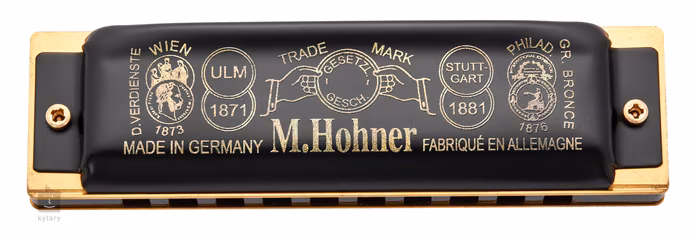 D.VERDIENSTE
WIEN
1873
ULM
1871
TRADE MARK
GESETZL
GESCH
STUTT-
GART
1881
PHILAD.
1876
GR. BRONCE
MADE IN GERMANY
M.Hohner
FABRIQUÉ EN ALLEMAGNE
kytary